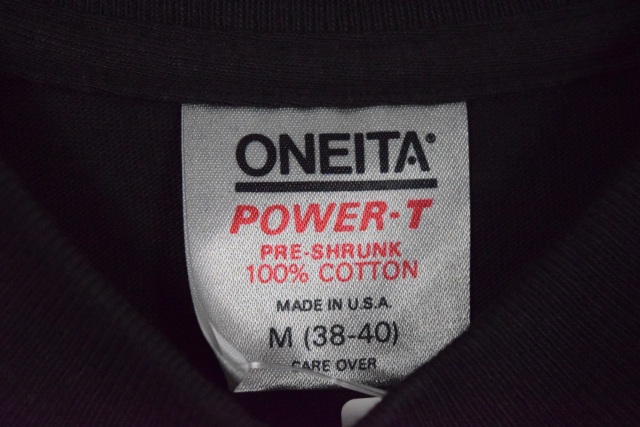 ONEITA
POWER-T
PRE-SHRUNK
100% COTTON
MADE IN U.S.A.
M (38-40)
CARE OVER